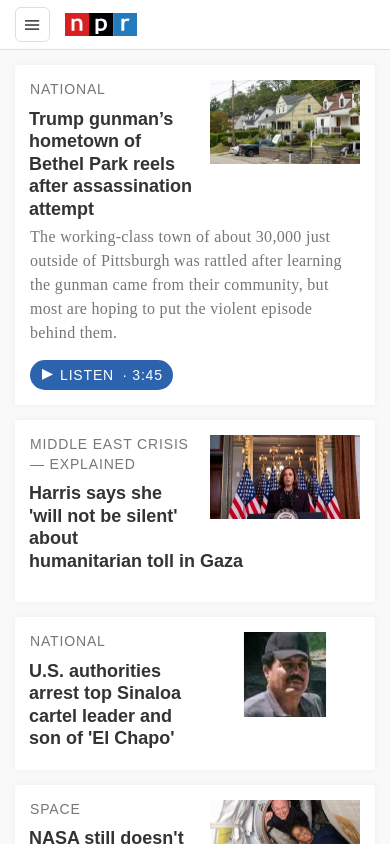 npr
NATIONAL
Trump gunman’s
hometown of
Bethel Park reels
after assassination
attempt
The working-class town of about 30,000 just
outside of Pittsburgh was rattled after learning
the gunman came from their community, but
most are hoping to put the violent episode
behind them.
LISTEN · 3:45
MIDDLE EAST CRISIS
— EXPLAINED
Harris says she
'will not be silent'
about
humanitarian toll in Gaza
NATIONAL
U.S. authorities
arrest top Sinaloa
cartel leader and
son of 'El Chapo'
SPACE
NASA still doesn't